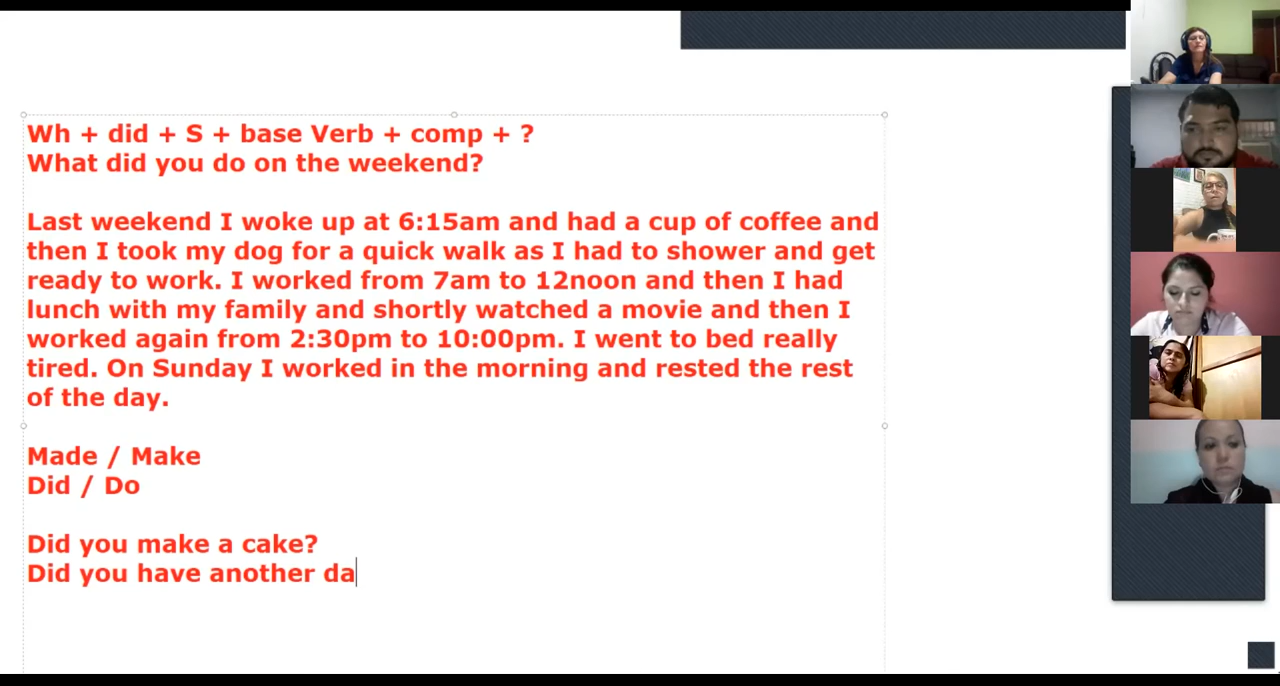 Wh + did + S + base Verb + comp + ?
What did you do on the weekend?
Last weekend I woke up at 6:15am and had a cup of coffee and
then I took my dog for a quick walk as I had to shower and get
ready to work. I worked from 7am to 12noon and then I had
lunch with my family and shortly watched a movie and then I
worked again from 2:30pm to 10:00pm. I went to bed really
tired. On Sunday I worked in the morning and rested the rest
of the day.
Made / Make
Did / Do
Did you make a cake?
Did you have another da